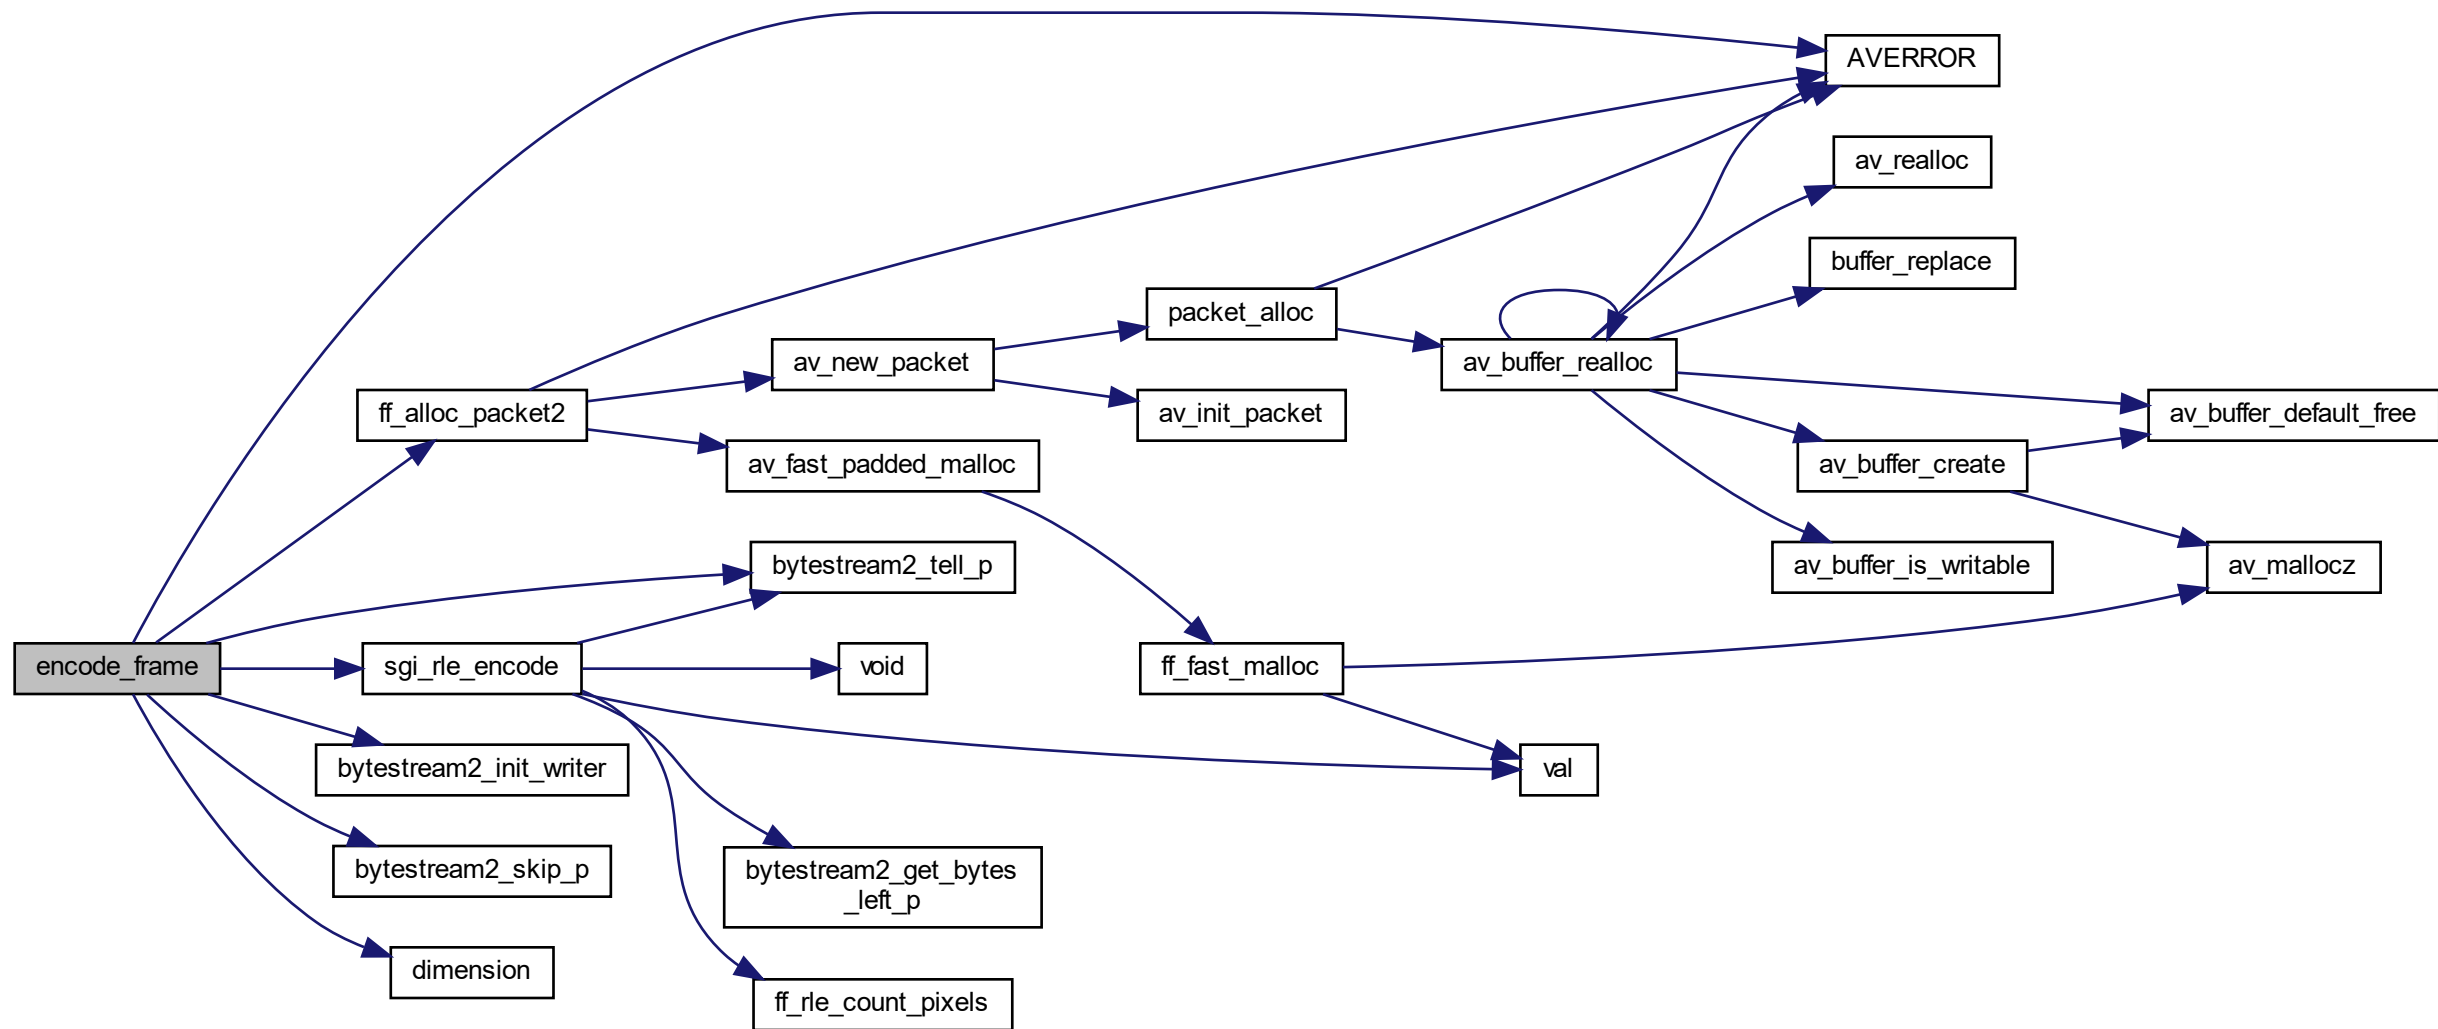 AVERROR
av_realloc
buffer_replace
packet_alloc
av_new_packet
av_buffer_realloc
ff_alloc_packet2
av_init_packet
av_buffer_default_free
av_fast_padded_malloc
av_buffer_create
bytestream2_tell_p
av_buffer_is_writable
av_mallocz
encode_frame
sgi_rle_encode
void
ff_fast_malloc
bytestream2_init_writer
val
bytestream2_skip_p
bytestream2_get_bytes
_left_p
dimension
ff_rle_count_pixels